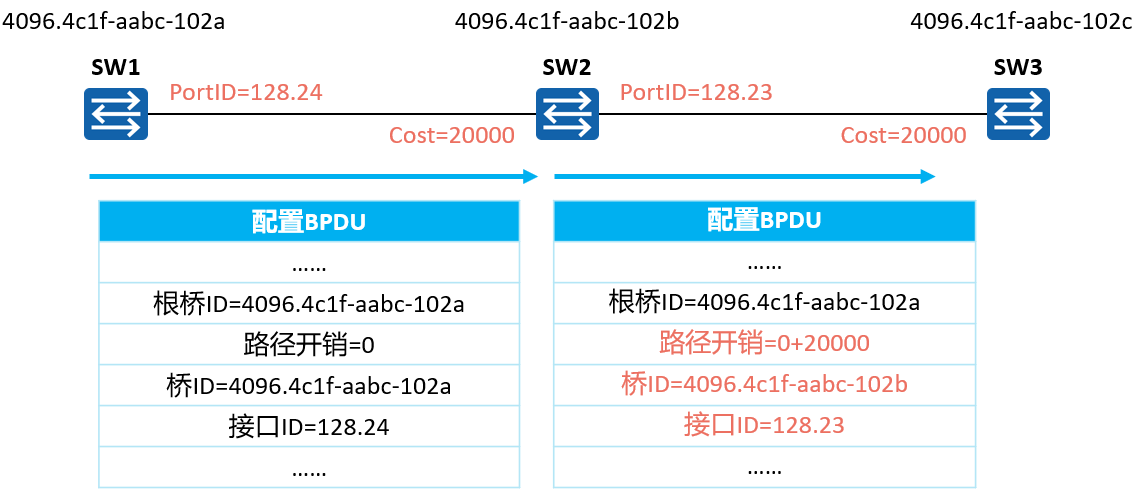 4096.4c1f-aabc-102a
4096.4c1f-aabc-102b
4096.4c1f-aabc-102c
SW1
SW2
SW3
PortID=128.24
PortID=128.23
Cost=20000
Cost=20000
配置BPDU
……
根桥ID=4096.4c1f-aabc-102a
路径开销=0
桥ID=4096.4c1f-aabc-102a
接口ID=128.24
……
配置BPDU
……
根桥ID=4096.4c1f-aabc-102a
路径开销=0+20000
桥ID=4096.4c1f-aabc-102b
接口ID=128.23
……